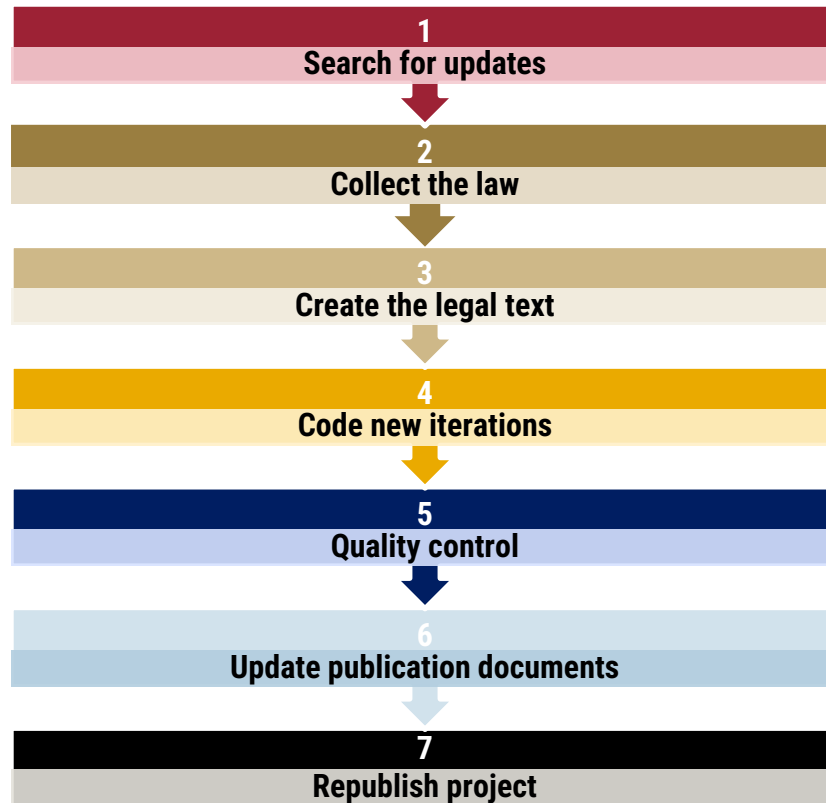 1
Search for updates
2
Collect the law
3
Create the legal text
4
Code new iterations
5
Quality control
6
Update publication documents
7
Republish project